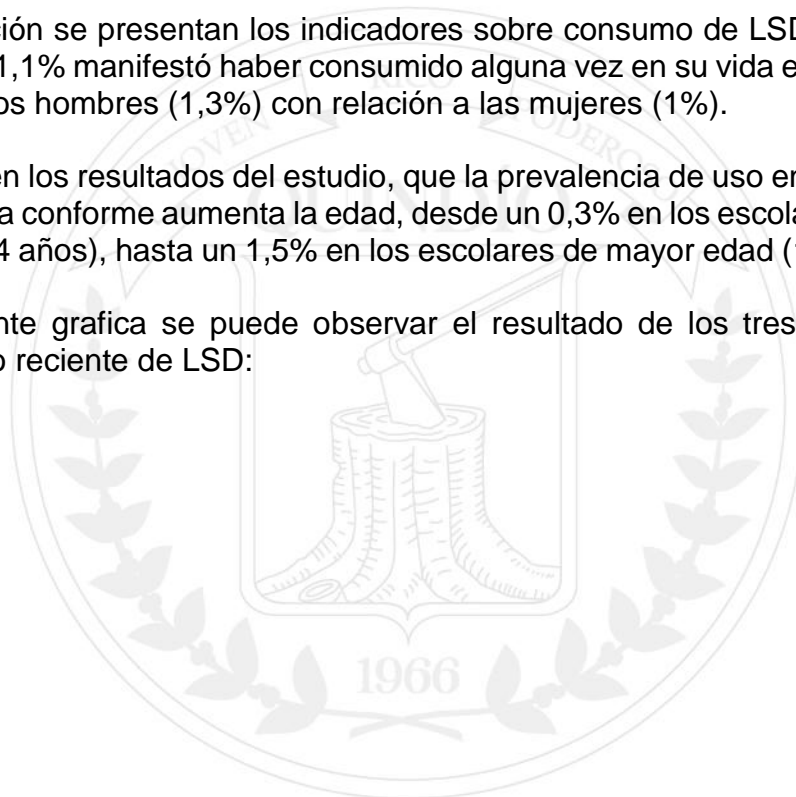 ción se presentan los indicadores sobre consumo de LSD
1,1% manifestó haber consumido alguna vez en su vida e
os hombres (1,3%) con relación a las mujeres (1%).
en los resultados del estudio, que la prevalencia de uso en
a conforme aumenta la edad, desde un 0,3% en los escola
4 años), hasta un 1,5% en los escolares de mayor edad (
nte grafica se puede observar el resultado de los tres
o reciente de LSD:
JOVEN RICO PODEROSO
QUINDÍO
1966